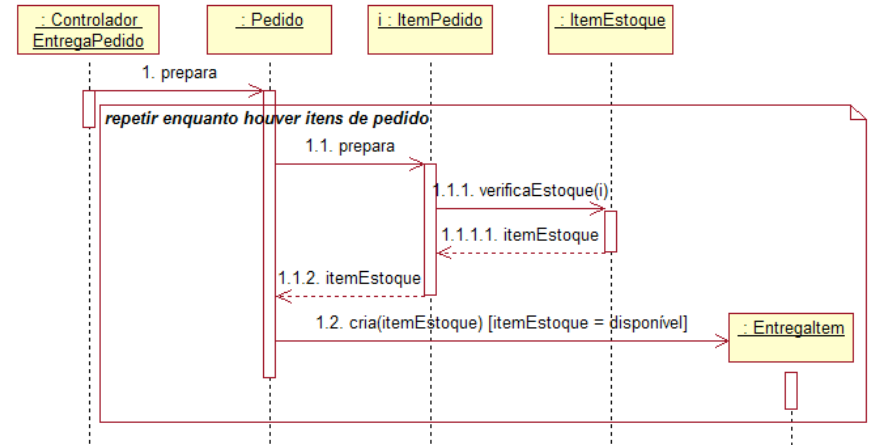 : Controlador
EntregaPedido
: Pedido
i : ItemPedido
: ItemEstoque
1. prepara
repetir enquanto houver itens de pedido
1.1. prepara
1.1.1. verificaEstoque(i)
1.1.1.1. itemEstoque
1.1.2. itemEstoque
1.2. cria(itemEstoque) [itemEstoque = disponível]
: EntregaItem